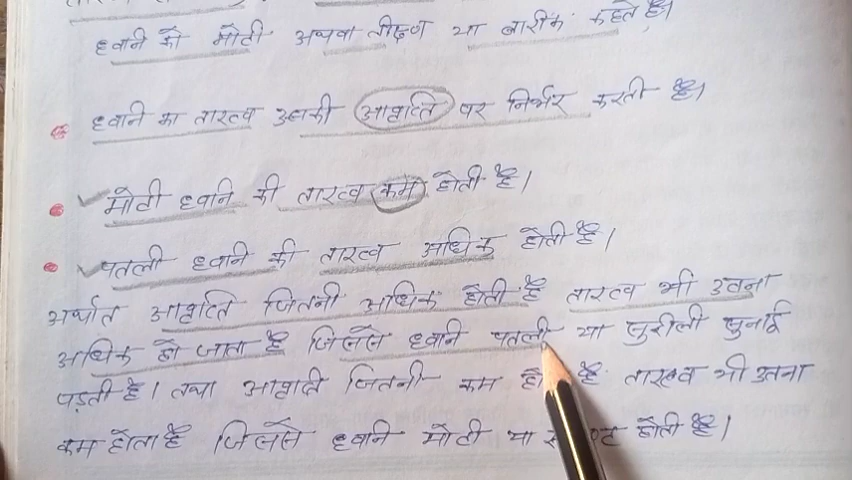 ध्वनि को मोटी अथवा तीक्ष्ण या बारीक कहते है।
ध्वनि का तारत्व उसकी आवृत्ति पर निर्भर करती है।
मोटी ध्वनि की तारत्व कम होती है।
पतली ध्वनि की तारत्व अधिक होती है।
अर्थात आवृत्ति जितनी अधिक होती है तारत्व भी उतना
अधिक हो जाता है जिससे ध्वनि पतली या सुरीली सुनाई
पड़ती है। तथा आवृत्ति जितनी कम है तारत्व भी उतना
कम होता है जिससे ध्वनि मोटी या होती है।